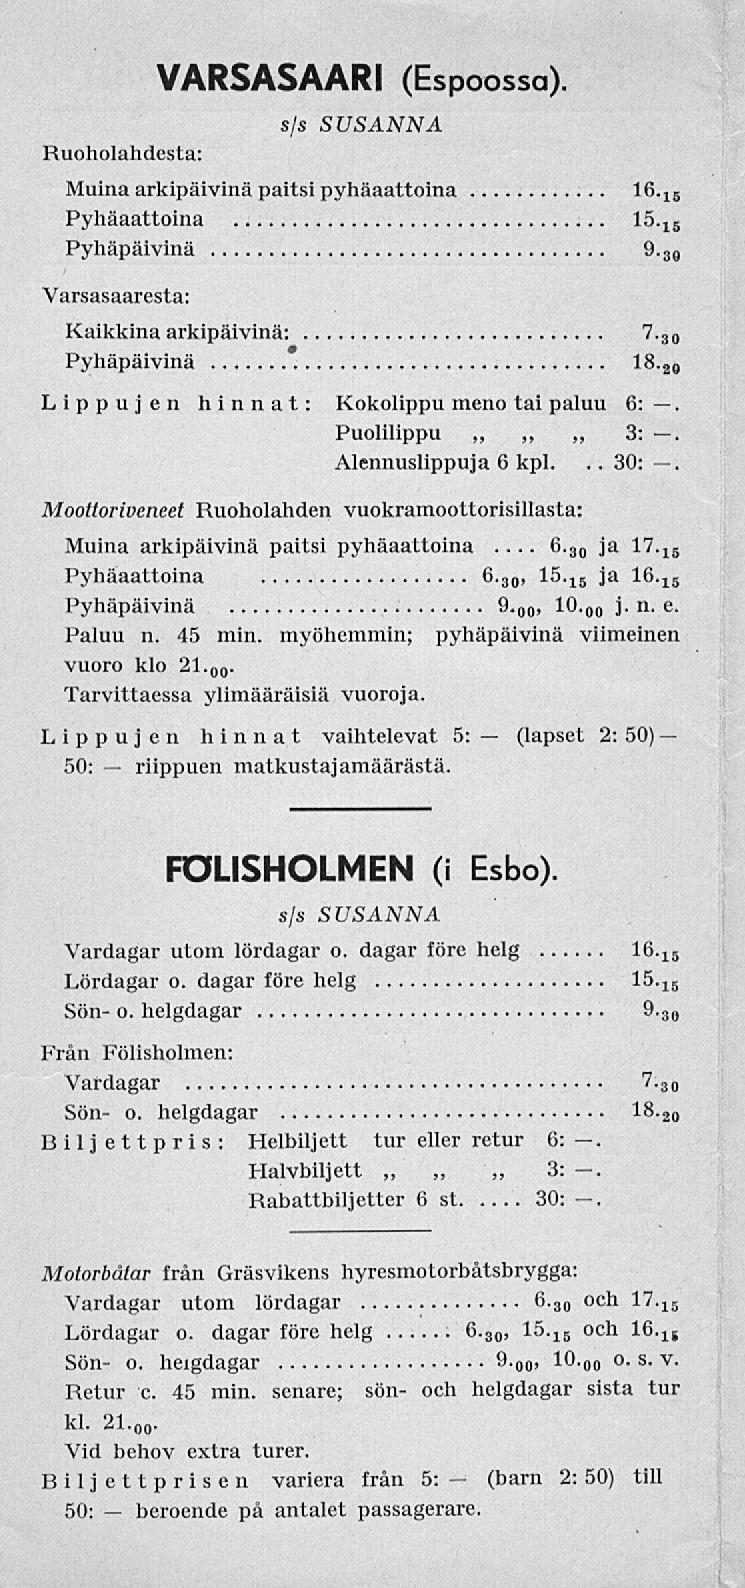 VARSASAARI (Espoossa).
s/s SUSANNA
Ruoholahdesta:
Muina arkipäivinä paitsi pyhäaattoina ............ 16.15
Pyhäaattoina ................................ 15.15
Pyhäpäivinä .................................. 9.30
Varsasaaresta:
Kaikkina arkipäivinä: .......................... 7.30
Pyhäpäivinä .................................. 18.20
Lippujen hinnat: Kokolippu meno tai paluu 6: —.
Puolilippu „ „ „ 3: —.
Alennuslippuja 6 kpl. .. 30: —.
Moottoriveneet Ruoholahden vuokramoottorisillasta:
Muina arkipäivinä paitsi pyhäaattoina .... 6.30 ja 17.15
Pyhäaattoina .................. 6.30, 15.15 ja 16.15
Pyhäpäivinä ...................... 9.00, 10.00 j. n. e.
Paluu n. 45 min. myöhemmin; pyhäpäivinä viimeinen
vuoro klo 21.00.
Tarvittaessa ylimääräisiä vuoroja.
Lippujen hinnat vaihtelevat 5: — (lapset 2: 50)—
50: — riippuen matkustajamäärästä.
FÖLISHOLMEN (i Esbo).
s/s SUSANNA
Vardagar utom lördagar o. dagar före helg ...... 16.15
Lördagar o. dagar före helg .................... 15.15
Sön- o. helgdagar .............................. 9.30
Från Fölisholmen:
Vardagar .................................... 7.30
Sön- o. helgdagar ............................ 18.20
Biljettpris: Helbiljett tur eller retur 6: —.
Halvbiljett „ „ „ 3: —.
Rabattbiljetter 6 st. .... 30: —.
Motorbåtar från Gräsvikens hyresmotorbåtsbrygga:
Vardagar utom lördagar .............. 6.30 och 17.15
Lördagar o. dagar före helg ...... 6.30, 15.15 och 16.15
Sön- o. helgdagar .................. 9.00, 10.00 o. s. v.
Retur c. 45 min. senare; sön- och helgdagar sista tur
kl. 21.00.
Vid behov extra turer.
Biljettprisen variera från 5: — (barn 2: 50) till
50: — beroende på antalet passagerare.